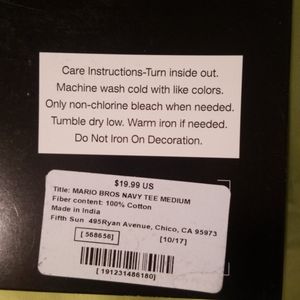 Care Instructions-Turn inside out.
Machine wash cold with like colors.
Only non-chlorine bleach when needed.
Tumble dry low. Warm iron if needed.
Do Not Iron On Decoration.
$19.99 US
Title: MARIO BROS NAVY TEE MEDIUM
Fiber content: 100% Cotton
Made in India
Fifth Sun 495Ryan Avenue, Chico, CA 95973
[ 568656] [10/17]
[ 191231486180]